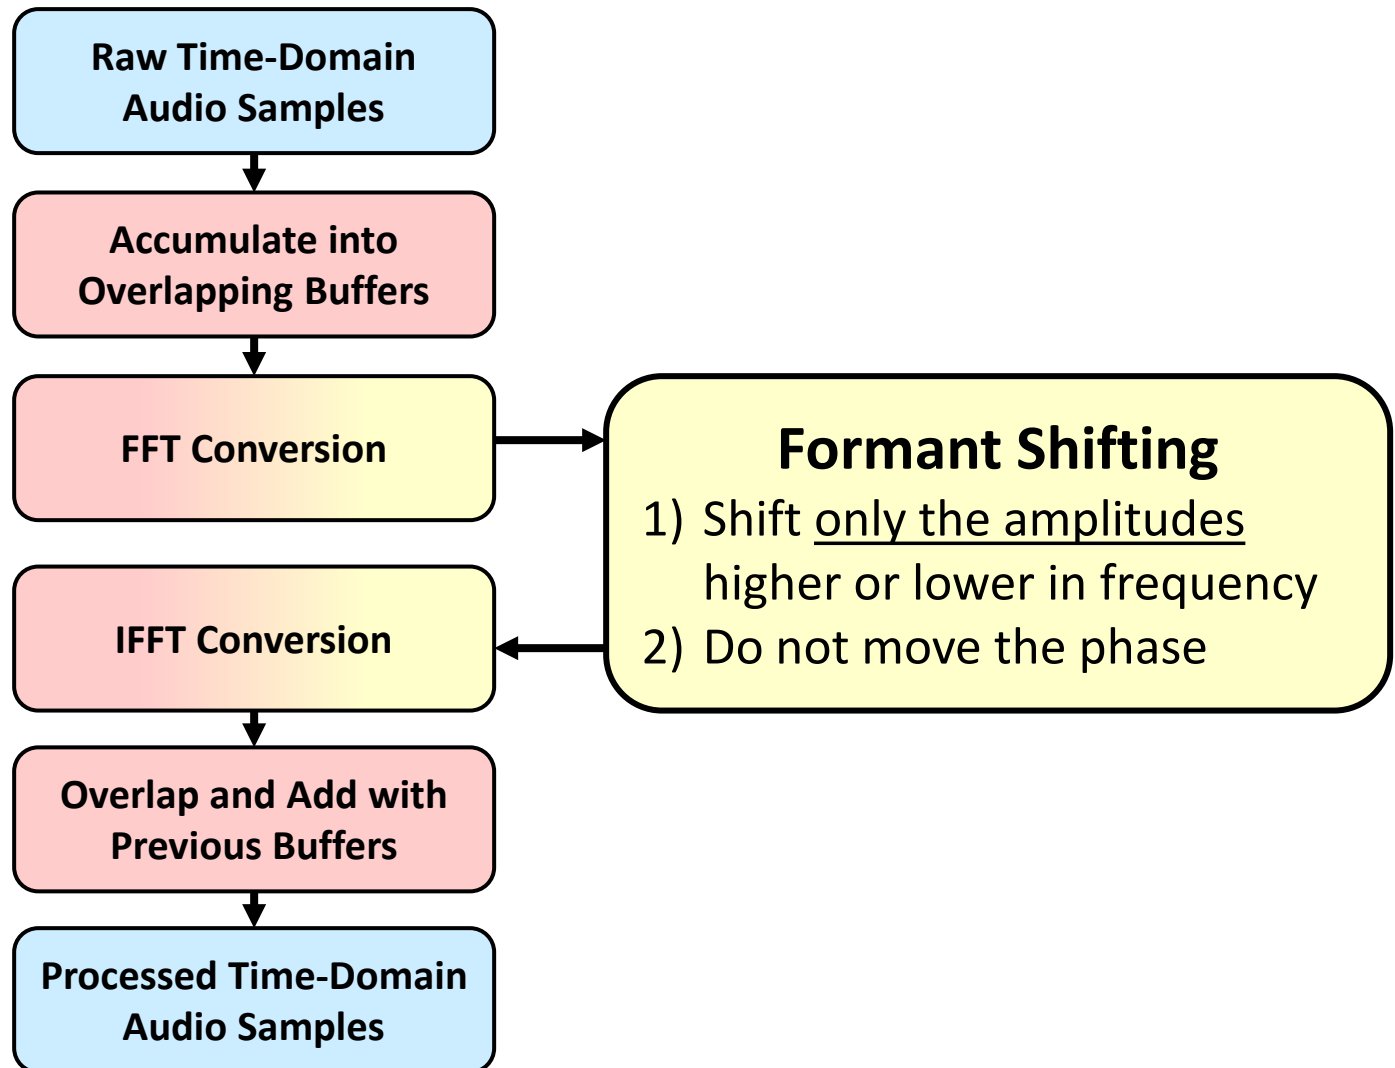 Raw Time-Domain
Audio Samples
Accumulate into
Overlapping Buffers
FFT Conversion
Formant Shifting
1) Shift only the amplitudes
higher or lower in frequency
2) Do not move the phase
IFFT Conversion
Overlap and Add with
Previous Buffers
Processed Time-Domain
Audio Samples